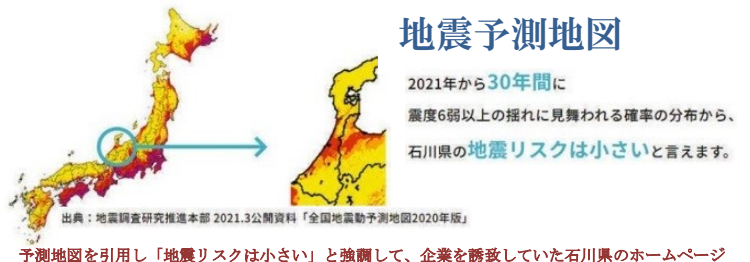 地震予測地図
2021年から30年間に
震度6弱以上の揺れに見舞われる確率の分布から、
石川県の地震リスクは小さいと言えます。
出典：地震調査研究推進本部 2021.3公開資料「全国地震動予測地図2020年版」
予測地図を引用し「地震リスクは小さい」と強調して、企業を誘致していた石川県のホームページ